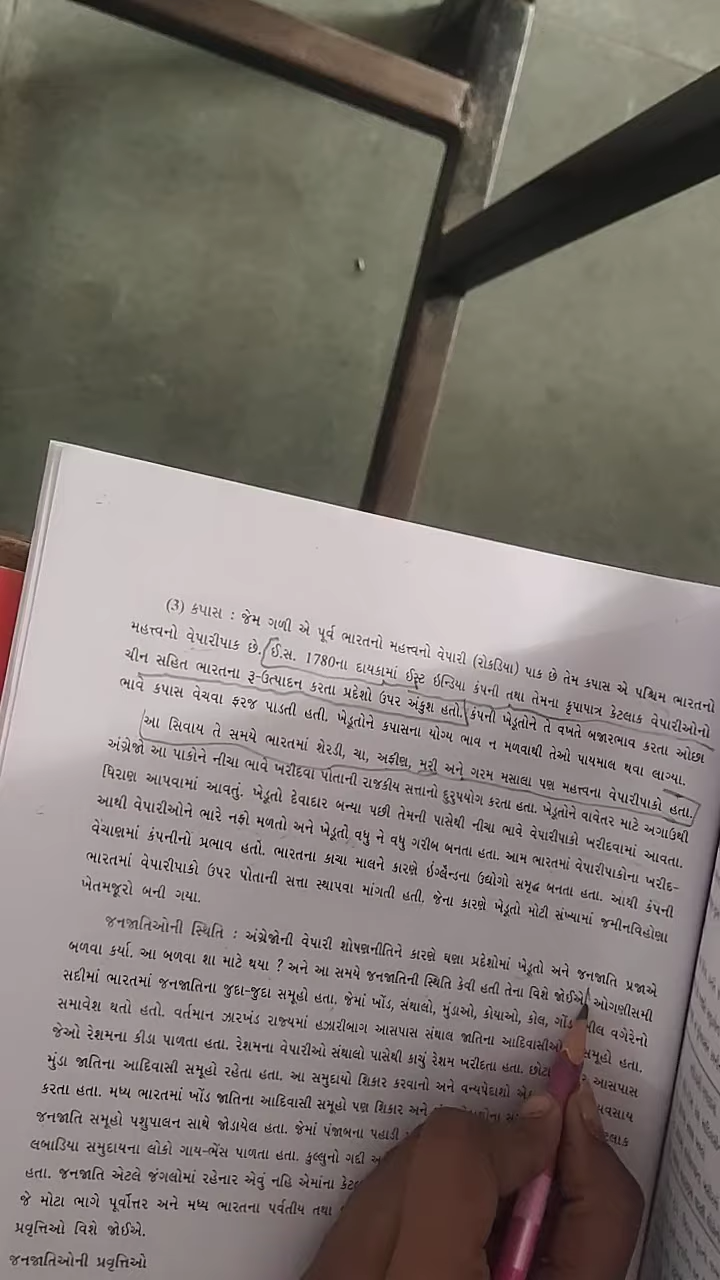 (3) કપાસ : જેમ ગળી એ પૂર્વ ભારતનો મહત્ત્વનો વેપારી (રોકડિયા) પાક છે તેમ કપાસ એ પશ્ચિમ ભારતનો
મહત્ત્વનો વેપારીપાક છે. ઈ.સ. 1780ના દાયકામાં ઈસ્ટ ઇન્ડિયા કંપની તથા તેમના કૃપાપાત્ર કેટલાક વેપારીઓનો
ચીન સહિત ભારતના રૂ-ઉત્પાદન કરતા પ્રદેશો ઉપર અંકુશ હતો. કંપની ખેડૂતોને તે વખતે બજારભાવ કરતા ઓછા
ભાવે કપાસ વેચવા ફરજ પાડતી હતી. ખેડૂતોને કપાસના યોગ્ય ભાવ ન મળવાથી તેઓ પાયમાલ થવા લાગ્યા.
આ સિવાય તે સમયે ભારતમાં શેરડી, ચા, અફીણ, મરી અને ગરમ મસાલા પણ મહત્ત્વના વેપારીપાકો હતા.
અંગ્રેજો આ પાકોને નીચા ભાવે ખરીદવા પોતાની રાજકીય સત્તાનો દુરુપયોગ કરતા હતા. ખેડૂતોને વાવેતર માટે અગાઉથી
ધિરાણ આપવામાં આવતું. ખેડૂતો દેવાદાર બન્યા પછી તેમની પાસેથી નીચા ભાવે વેપારીપાકો ખરીદવામાં આવતા.
આથી વેપારીઓને ભારે નફો મળતો અને ખેડૂતો વધુ ને વધુ ગરીબ બનતા હતા. આમ ભારતમાં વેપારીપાકોના ખરીદ-
વેચાણમાં કંપનીનો પ્રભાવ હતો. ભારતના કાચા માલને કારણે ઇંગ્લૅન્ડના ઉદ્યોગો સમૃદ્ધ બનતા હતા. આથી કંપની
ભારતમાં વેપારીપાકો ઉપર પોતાની સત્તા સ્થાપવા માંગતી હતી. જેના કારણે ખેડૂતો મોટી સંખ્યામાં જમીનવિહોણા
ખેતમજૂરો બની ગયા.
જનજાતિઓની સ્થિતિ : અંગ્રેજોની વેપારી શોષણનીતિને કારણે ઘણા પ્રદેશોમાં ખેડૂતો અને જનજાતિ પ્રજાએ
બળવા કર્યા. આ બળવા શા માટે થયા ? અને આ સમયે જનજાતિની સ્થિતિ કેવી હતી તેના વિશે જોઈએ. ઓગણીસમી
સદીમાં ભારતમાં જનજાતિના જુદા-જુદા સમૂહો હતા, જેમાં ખોંડ, સંથાલો, મુંડાઓ, કોયાઓ, કોલ, ગોંડ વગેરેનો
સમાવેશ થતો હતો. વર્તમાન ઝારખંડ રાજ્યમાં હઝારીબાગ આસપાસ સંથાલ જાતિના સમૂહો હતા.
જેઓ રેશમના કીડા પાળતા હતા. રેશમના વેપારીઓ સંથાલો પાસેથી કાચું રેશમ ખરીદતા હતા. આસપાસ
મુંડા જાતિના આદિવાસી સમૂહો રહેતા હતા. આ સમુદાયો શિકાર કરવાનો અને વન્યપેદાશો
કરતા હતા. મધ્ય ભારતમાં ખોંડ જાતિના આદિવાસી સમૂહો પણ શિકાર અને
જનજાતિ સમૂહો પશુપાલન સાથે જોડાયેલ હતા. જેમાં પંજાબના પહાડી
લબાડિયા સમુદાયના લોકો ગાય-ભેંસ પાળતા હતા. કુલ્લુનો ગદ્દી
હતા. જનજાતિ એટલે જંગલોમાં રહેનાર એવું નહિ એમાંના
જે મોટા ભાગે પૂર્વોત્તર અને મધ્ય ભારતના પર્વતીય તથા
પ્રવૃત્તિઓ વિશે જોઈએ.
જનજાતિઓની પ્રવૃત્તિઓ